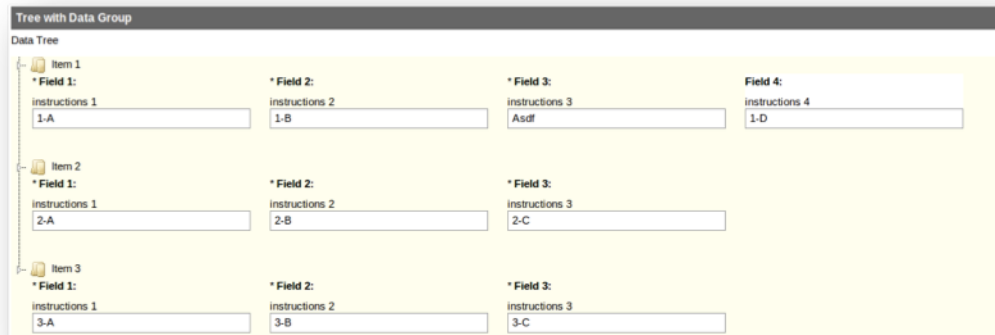 Tree with Data Group
Data Tree
Item 1
* Field 1: * Field 2: * Field 3: Field 4:
instructions 1 instructions 2 instructions 3 instructions 4
1-A 1-B Asdf 1-D
Item 2
* Field 1: * Field 2: * Field 3:
instructions 1 instructions 2 instructions 3
2-A 2-B 2-C
Item 3
* Field 1: * Field 2: * Field 3:
instructions 1 instructions 2 instructions 3
3-A 3-B 3-C